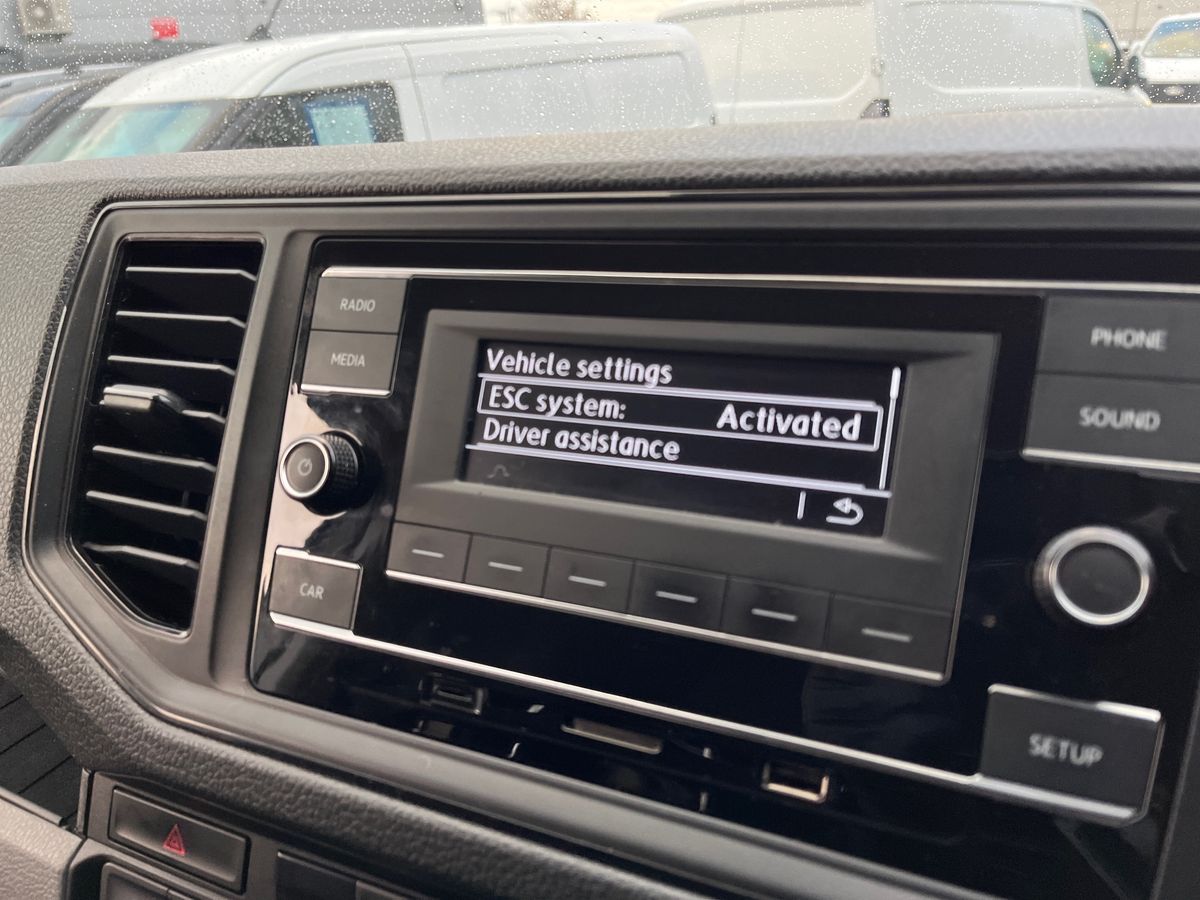 RADIO
MEDIA
Vehicle settings
ESC system: Activated
Driver assistance
PHONE
SOUND
CAR
SETUP